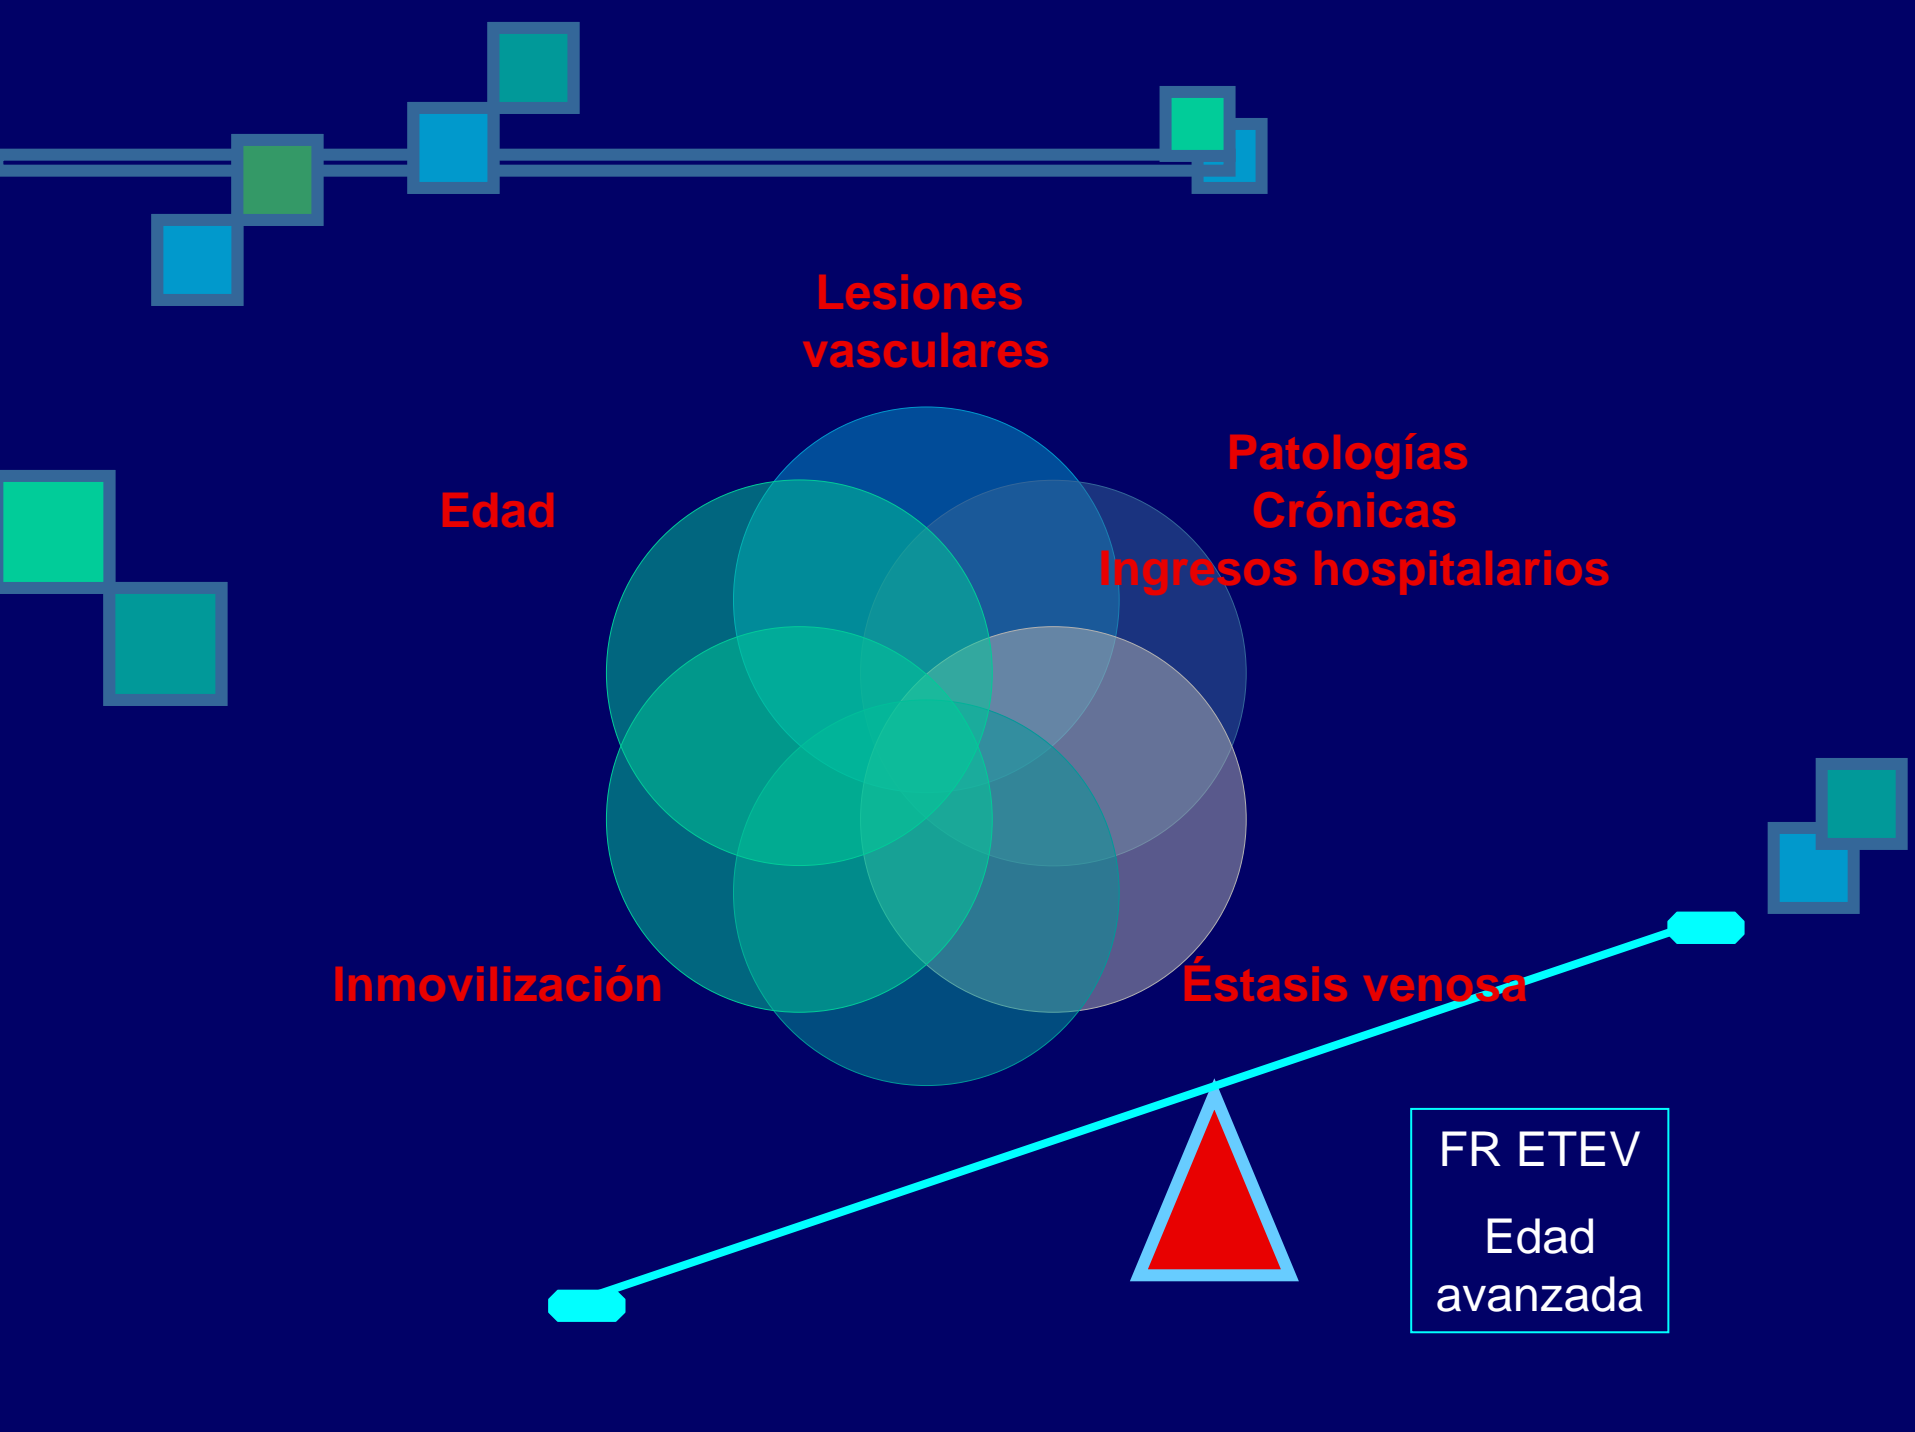 Lesiones
vasculares
Patologías
Crónicas
Ingresos hospitalarios
Edad
Inmovilización
Éstasis venosa
FR ETEV
Edad
avanzada